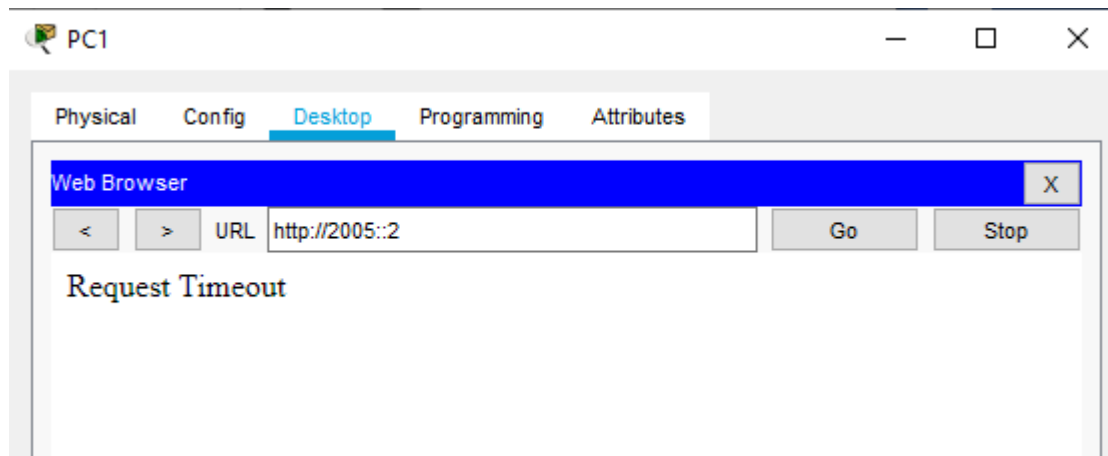 PC1
Physical Config Desktop Programming Attributes
Web Browser X
< > URL http://2005::2 Go Stop
Request Timeout